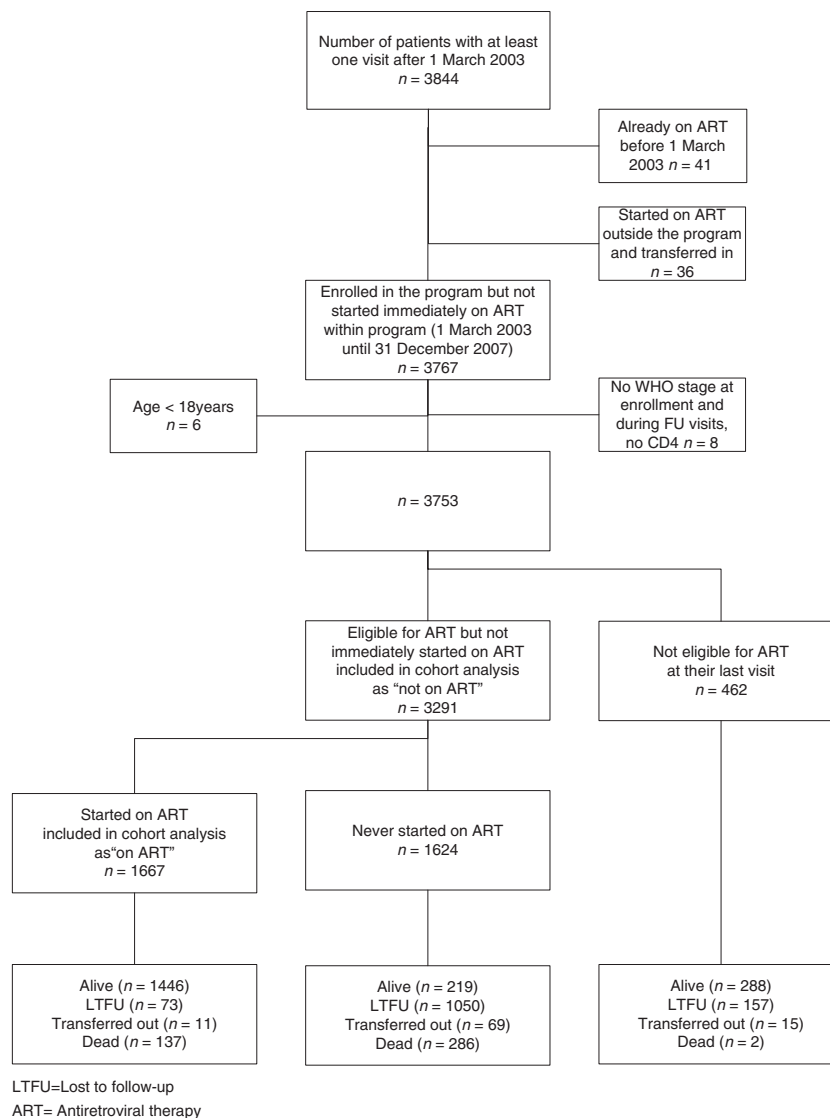 Number of patients with at least
one visit after 1 March 2003
n = 3844
Already on ART
before 1 March
2003 n = 41
Started on ART
outside the program
and transferred in
n = 36
Enrolled in the program but not
started immediately on ART
within program (1 March 2003
until 31 December 2007)
n = 3767
Age < 18years
n = 6
No WHO stage at
enrollment and
during FU visits,
no CD4 n = 8
n = 3753
Eligible for ART but not
immediately started on ART
included in cohort analysis
as “not on ART”
n = 3291
Not eligible for ART
at their last visit
n = 462
Started on ART
included in cohort analysis
as“on ART”
n = 1667
Never started on ART
n = 1624
Alive (n = 1446)
LTFU (n = 73)
Transferred out (n = 11)
Dead (n = 137)
Alive (n = 219)
LTFU (n = 1050)
Transferred out (n = 69)
Dead (n = 286)
Alive (n = 288)
LTFU (n = 157)
Transferred out (n = 15)
Dead (n = 2)
LTFU=Lost to follow-up
ART= Antiretroviral therapy